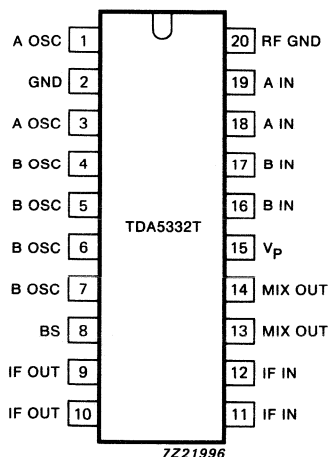 A OSC 1 20 RF GND
GND 2 19 A IN
A OSC 3 18 A IN
B OSC 4 17 B IN
B OSC 5 16 B IN
TDA5332T
B OSC 6 15 VP
B OSC 7 14 MIX OUT
BS 8 13 MIX OUT
IF OUT 9 12 IF IN
IF OUT 10 11 IF IN
7Z21996